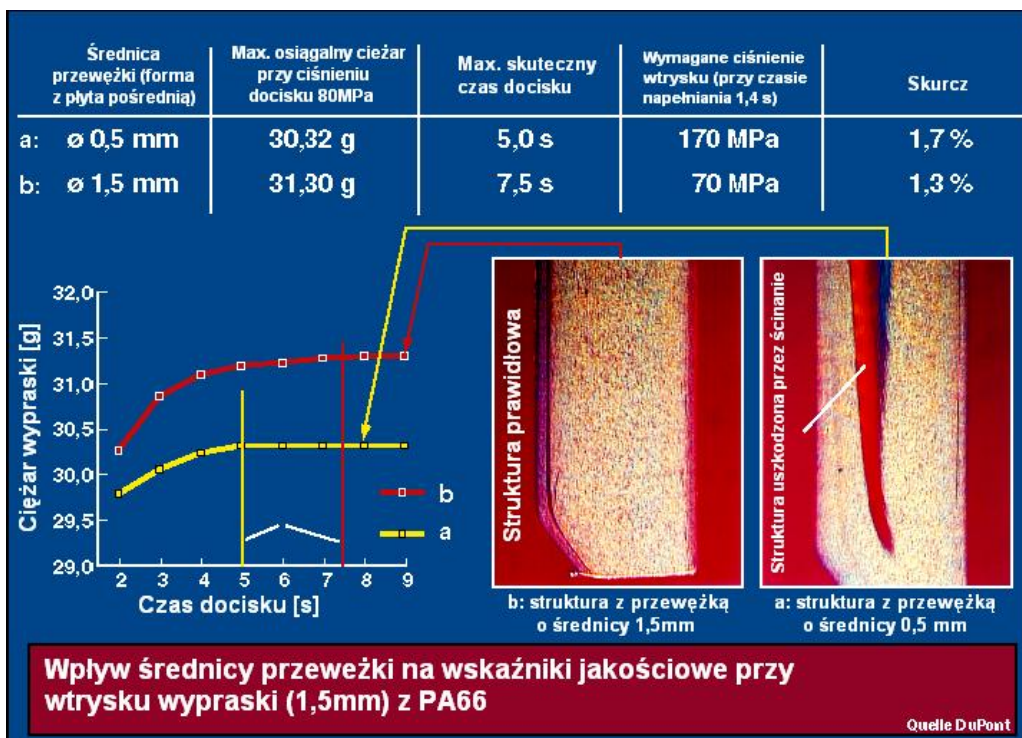 Średnica
przewężki (forma
z płyta pośrednią)
Max. osiągalny cieżar
przy ciśnieniu
docisku 80MPa
Max. skuteczny
czas docisku
Wymagane ciśnienie
wtrysku (przy czasie
napełniania 1,4 s)
Skurcz
a: ø 0,5 mm 30,32 g 5,0 s 170 MPa 1,7 %
b: ø 1,5 mm 31,30 g 7,5 s 70 MPa 1,3 %
Ciężar wypraski [g]
32,0
31,5
31,0
30,5
30,0
29,5
29,0
2 3 4 5 6 7 8 9
Czas docisku [s]
b
a
Struktura prawidłowa
b: struktura z przewężką
o średnicy 1,5mm
Struktura uszkodzona przez ścinanie
a: struktura z przewężką
o średnicy 0,5 mm
Wpływ średnicy przeweżki na wskaźniki jakościowe przy
wtrysku wypraski (1,5mm) z PA66
Quelle DuPont